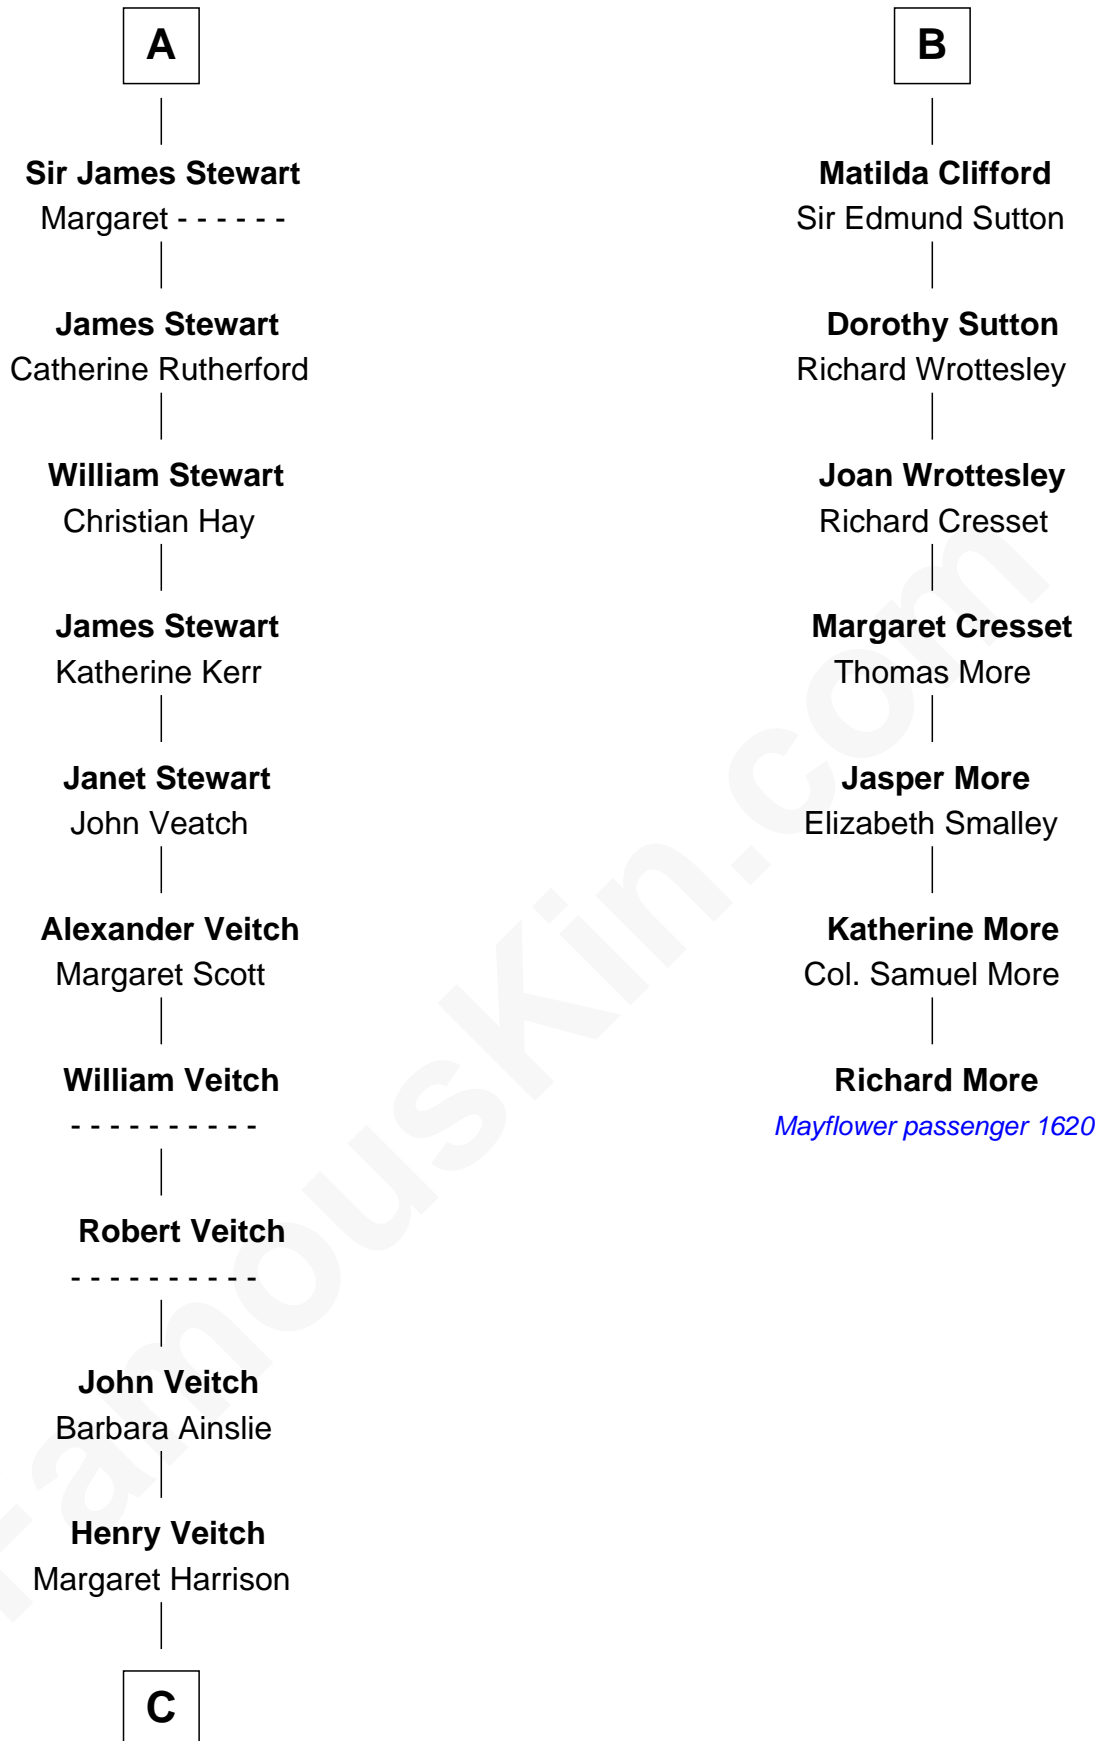 A
Sir James Stewart
Margaret - - - - - -
James Stewart
Catherine Rutherford
William Stewart
Christian Hay
James Stewart
Katherine Kerr
Janet Stewart
John Veatch
Alexander Veitch
Margaret Scott
William Veitch
- - - - - - - - - -
Robert Veitch
- - - - - - - - - -
John Veitch
Barbara Ainslie
Henry Veitch
Margaret Harrison
C
B
Matilda Clifford
Sir Edmund Sutton
Dorothy Sutton
Richard Wrottesley
Joan Wrottesley
Richard Cresset
Margaret Cresset
Thomas More
Jasper More
Elizabeth Smalley
Katherine More
Col. Samuel More
Richard More
Mayflower passenger 1620
FamousKin.com